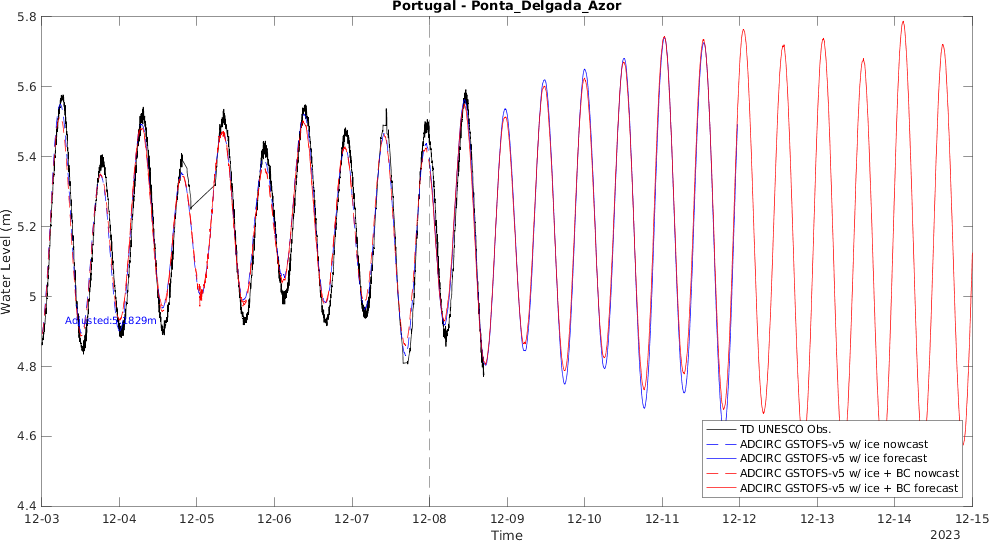 Portugal - Ponta_Delgada_Azor
5.8
5.6
5.4
5.2
5
4.8
4.6
4.4
Water Level (m)
Adjusted:5.1829m
TD UNESCO Obs.
ADCIRC GSTOFS-v5 w/ ice nowcast
ADCIRC GSTOFS-v5 w/ ice forecast
ADCIRC GSTOFS-v5 w/ ice + BC nowcast
ADCIRC GSTOFS-v5 w/ ice + BC forecast
12-03 12-04 12-05 12-06 12-07 12-08 12-09 12-10 12-11 12-12 12-13 12-14 12-15
Time
2023